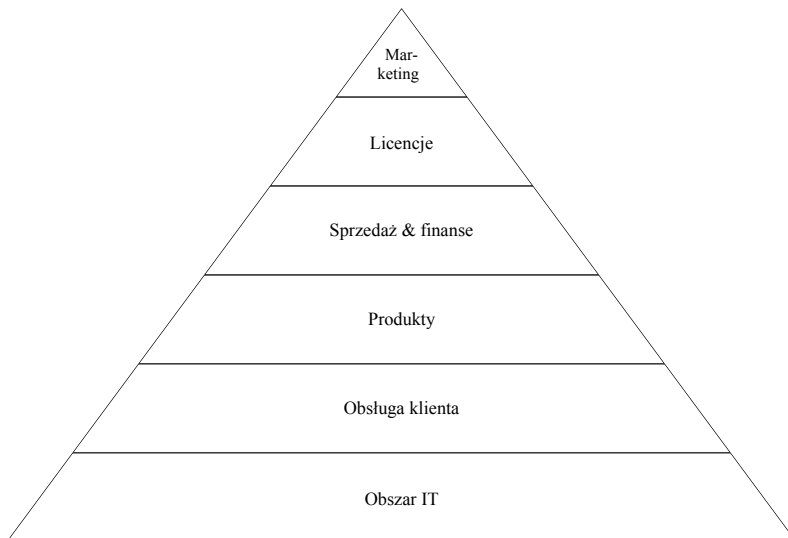 Mar-
keting
Licencje
Sprzedaż & finanse
Produkty
Obsługa klienta
Obszar IT